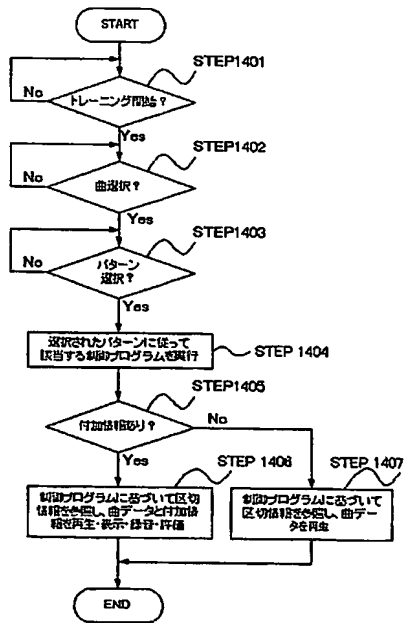 START
STEP1401
No
トレーニング開始?
Yes
STEP1402
No
曲選択?
Yes
STEP1403
No
パターン
選択?
Yes
選択されたパターンに従って
該当する制御プログラムを実行
STEP 1404
STEP1405
付加情報あり?
No
Yes
STEP 1406
STEP 1407
制御プログラムに基づいて区切
情報を参照し、曲データと付加情
報を再生・表示・録音・評価
制御プログラムに基づいて
区切情報を参照し、曲デー
タを再生
END